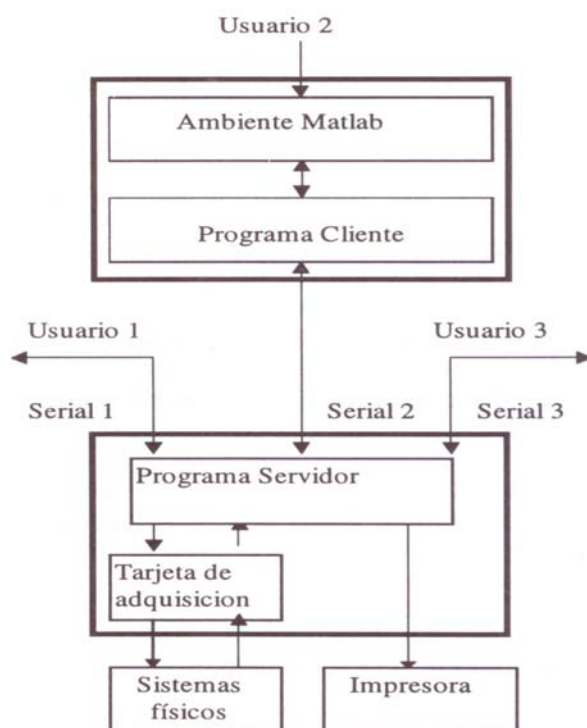 Usuario 2
Ambiente Matlab
Programa Cliente
Usuario 1
Usuario 3
Serial 1
Serial 2
Serial 3
Programa Servidor
Tarjeta de
adquisicion
Sistemas
físicos
Impresora